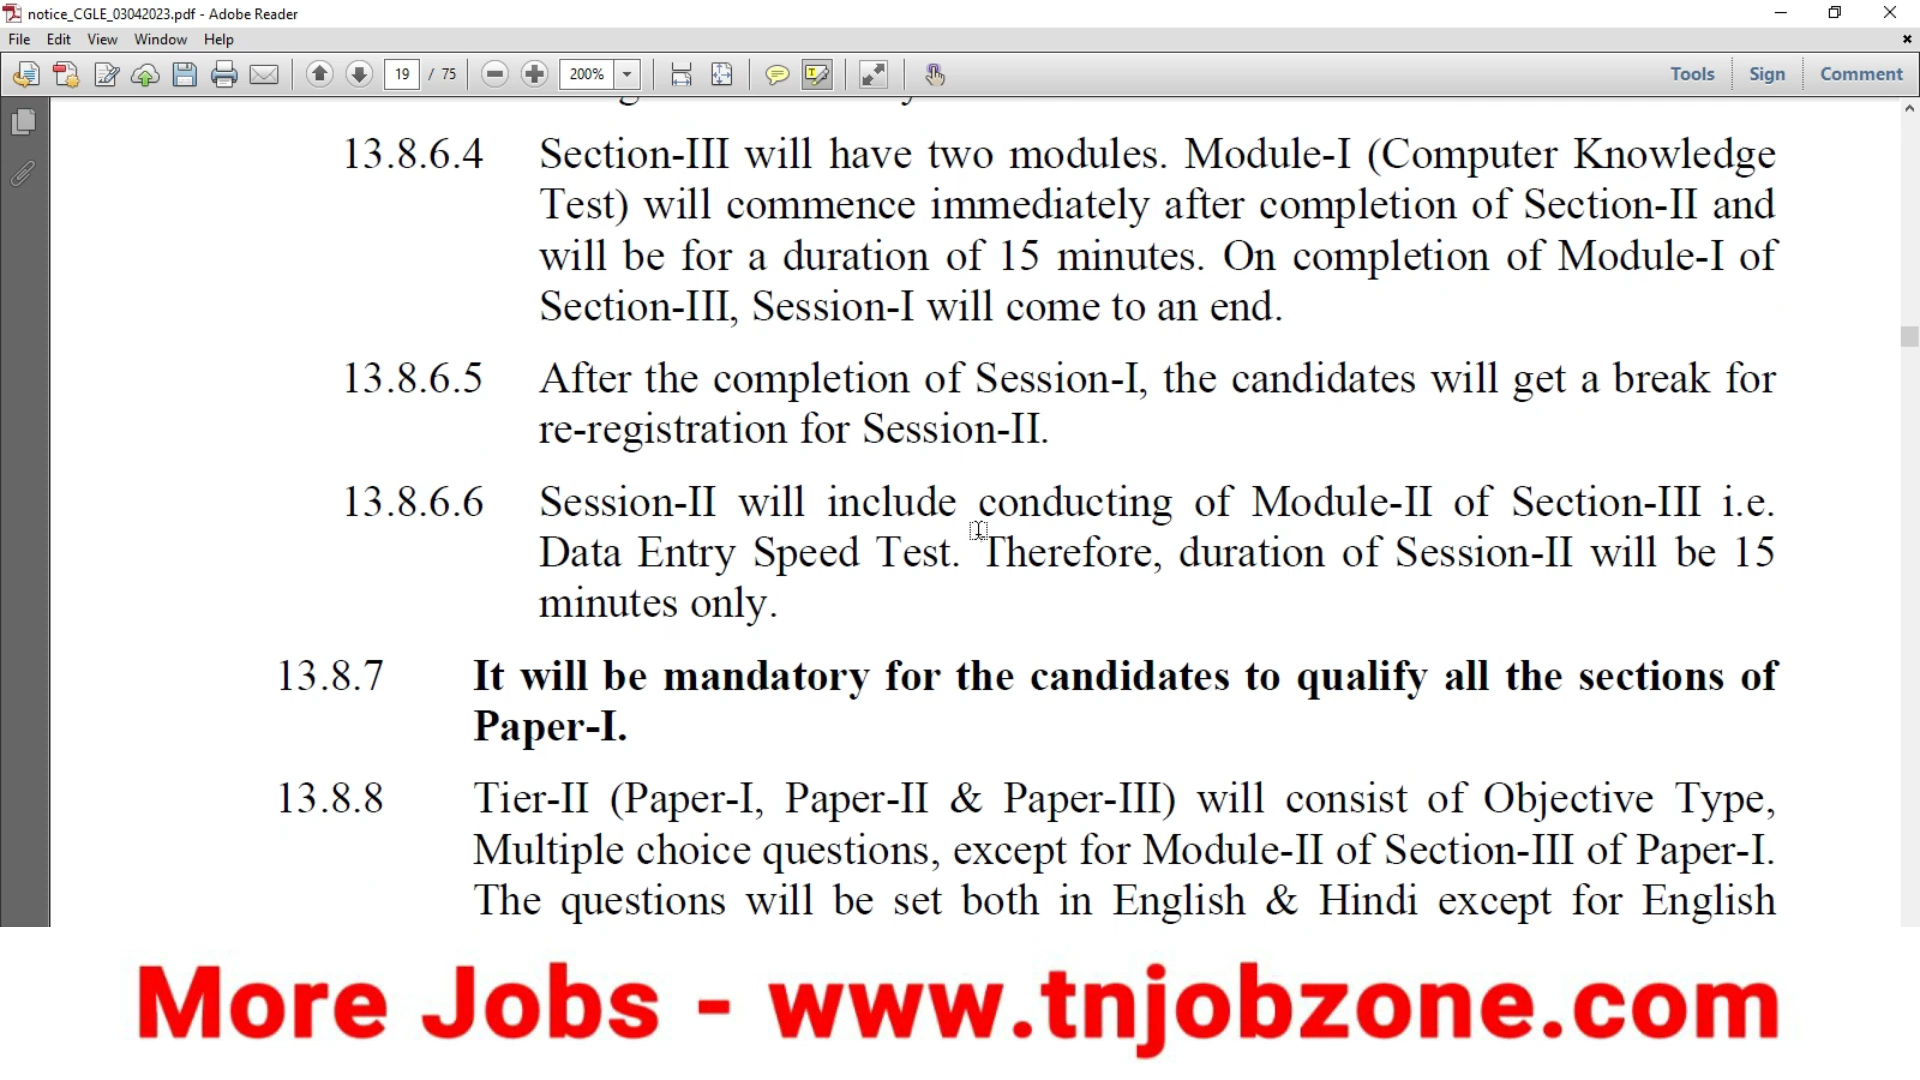 notice_CGLE_03042023.pdf - Adobe Reader
File Edit View Window Help
19 / 75 200% Tools Sign Comment
13.8.6.4 Section-III will have two modules. Module-I (Computer Knowledge
Test) will commence immediately after completion of Section-II and
will be for a duration of 15 minutes. On completion of Module-I of
Section-III, Session-I will come to an end.
13.8.6.5 After the completion of Session-I, the candidates will get a break for
re-registration for Session-II.
13.8.6.6 Session-II will include conducting of Module-II of Section-III i.e.
Data Entry Speed Test. Therefore, duration of Session-II will be 15
minutes only.
13.8.7 It will be mandatory for the candidates to qualify all the sections of
Paper-I.
13.8.8 Tier-II (Paper-I, Paper-II & Paper-III) will consist of Objective Type,
Multiple choice questions, except for Module-II of Section-III of Paper-I.
The questions will be set both in English & Hindi except for English
More Jobs - www.tnjobzone.com